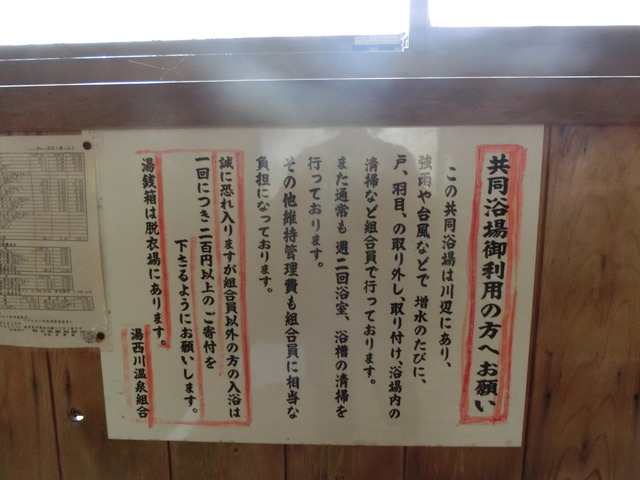 共同浴場御利用の方へお願い
この共同浴場は川辺にあり、
強雨や台風などで 増水のたびに、
戸、羽目、の取り外し、取り付け、浴場内の
清掃など組合員で行っております。
また通常も 週二回浴室、浴槽の清掃を
行っております。
その他維持管理費も組合員に相当な
負担になっております。
誠に恐れ入りますが組合員以外の方の入浴は
一回につき二百円以上のご寄付を
下さるようにお願いします。
湯銭箱は脱衣場にあります。
湯西川温泉組合